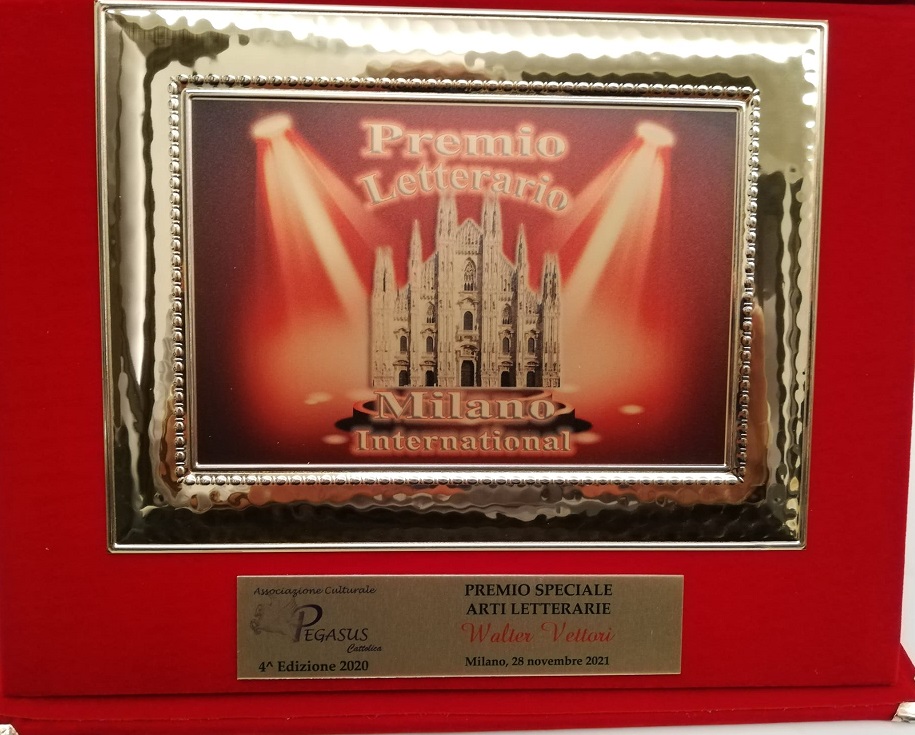 Premio
Letterario
Milano
International
Associazione Culturale
PEGASUS
Cattolica
4^ Edizione 2020
PREMIO SPECIALE
ARTI LETTERARIE
Walter Vettori
Milano, 28 novembre 2021